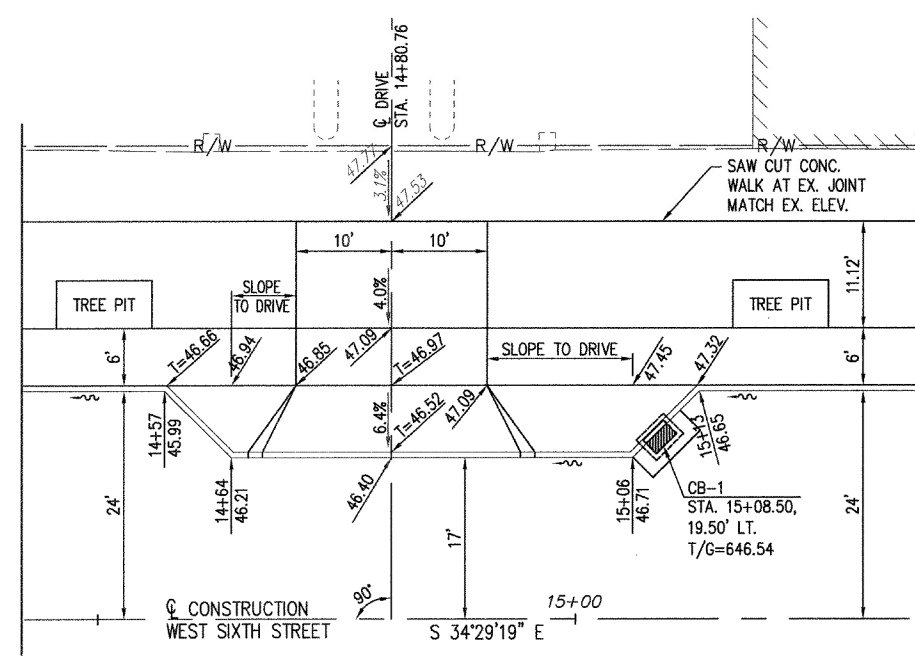 ℄ DRIVE
STA. 14+80.76
R/W
R/W
R/W
47.77
3.1%
47.53
SAW CUT CONC.
WALK AT EX. JOINT
MATCH EX. ELEV.
10'
10'
11.12'
TREE PIT
SLOPE
TO DRIVE
4.0%
TREE PIT
6'
T=46.66
46.94
46.85
47.09
T=46.97
SLOPE TO DRIVE
47.45
47.32
6'
14+57
45.99
6.4%
T=46.52
47.09
15+13
46.65
24'
14+64
46.21
46.40
17'
15+06
46.71
CB-1
STA. 15+08.50,
19.50' LT.
T/G=646.54
24'
90°
℄ CONSTRUCTION
WEST SIXTH STREET
15+00
S 34°29'19" E